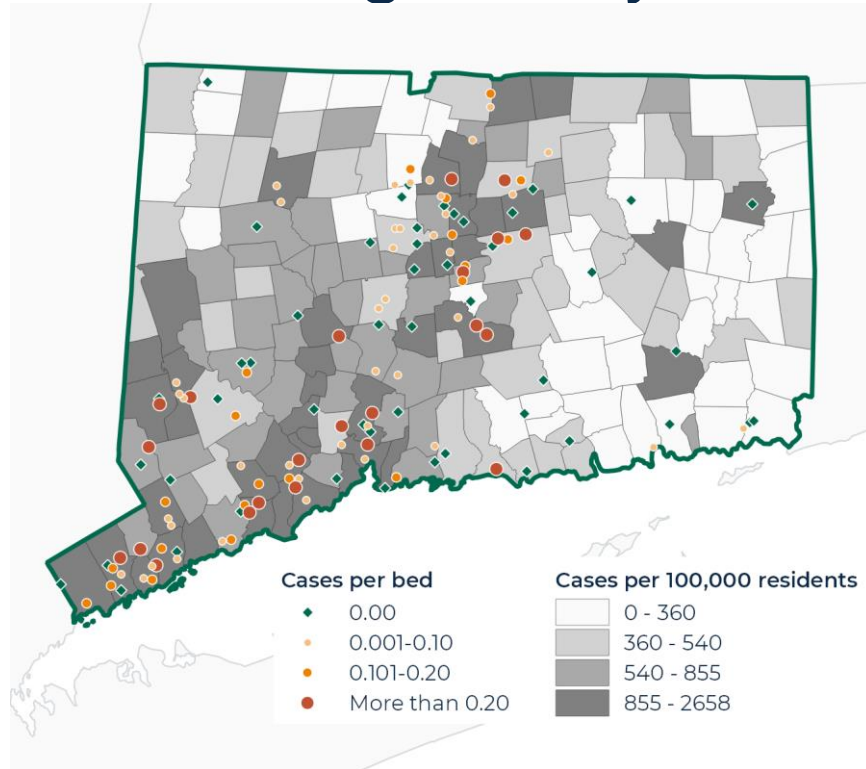 Cases per bed
0.00
0.001-0.10
0.101-0.20
More than 0.20
Cases per 100,000 residents
0 - 360
360 - 540
540 - 855
855 - 2658